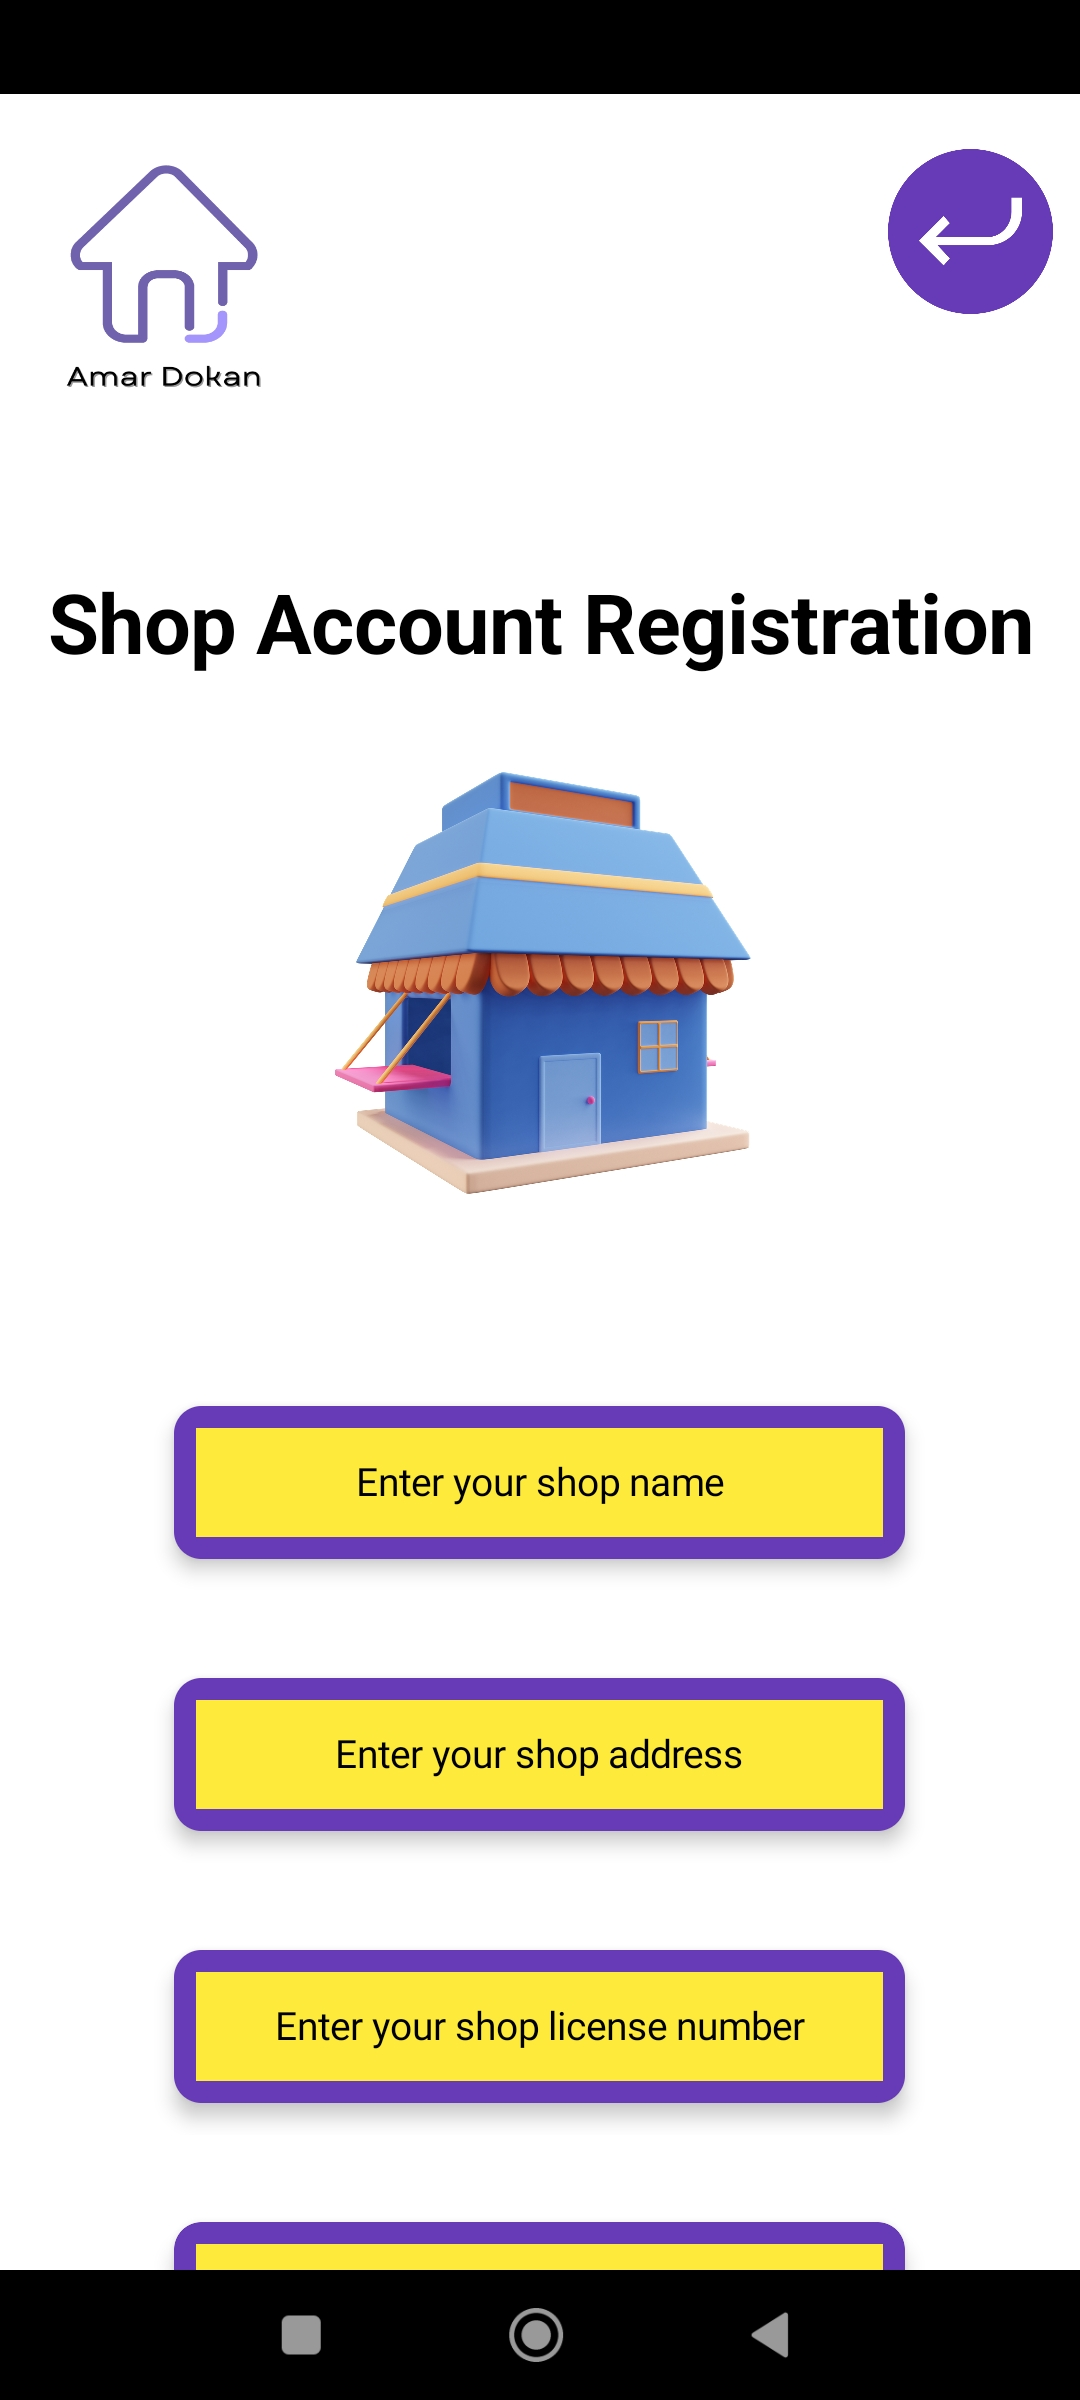 Amar Dokan
Shop Account Registration
Enter your shop name
Enter your shop address
Enter your shop license number